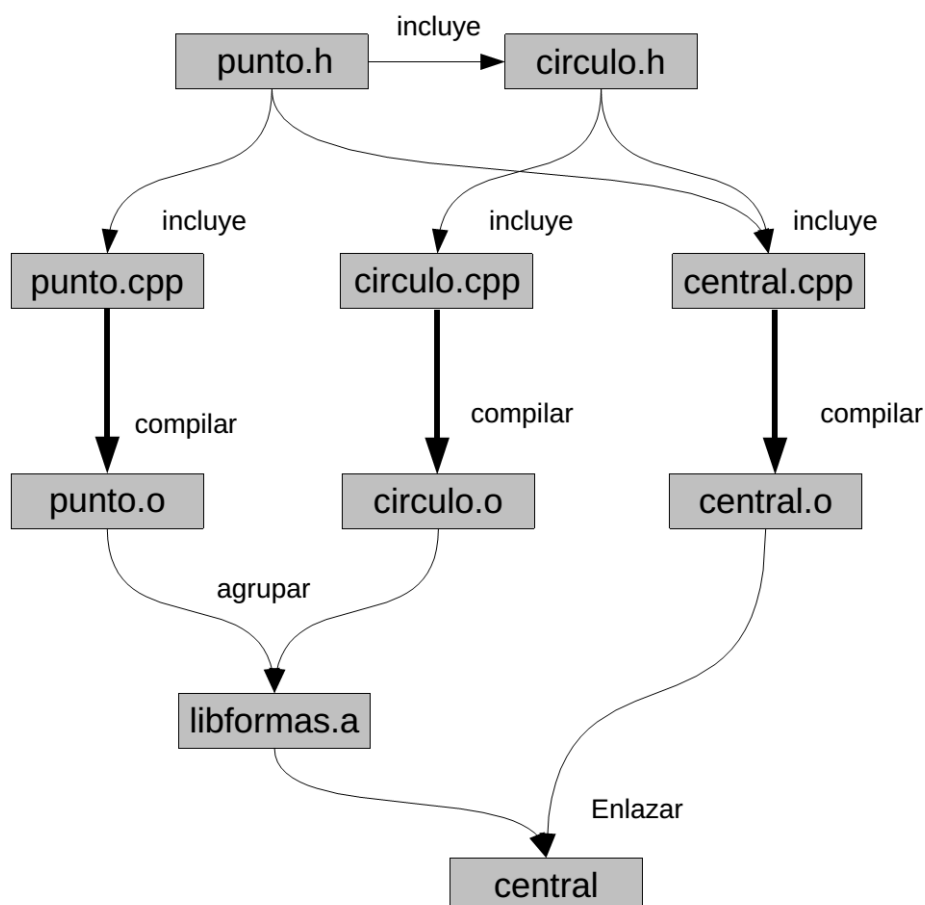 incluye
punto.h
circulo.h
incluye
incluye
incluye
punto.cpp
circulo.cpp
central.cpp
compilar
compilar
compilar
punto.o
circulo.o
central.o
agrupar
libformas.a
Enlazar
central